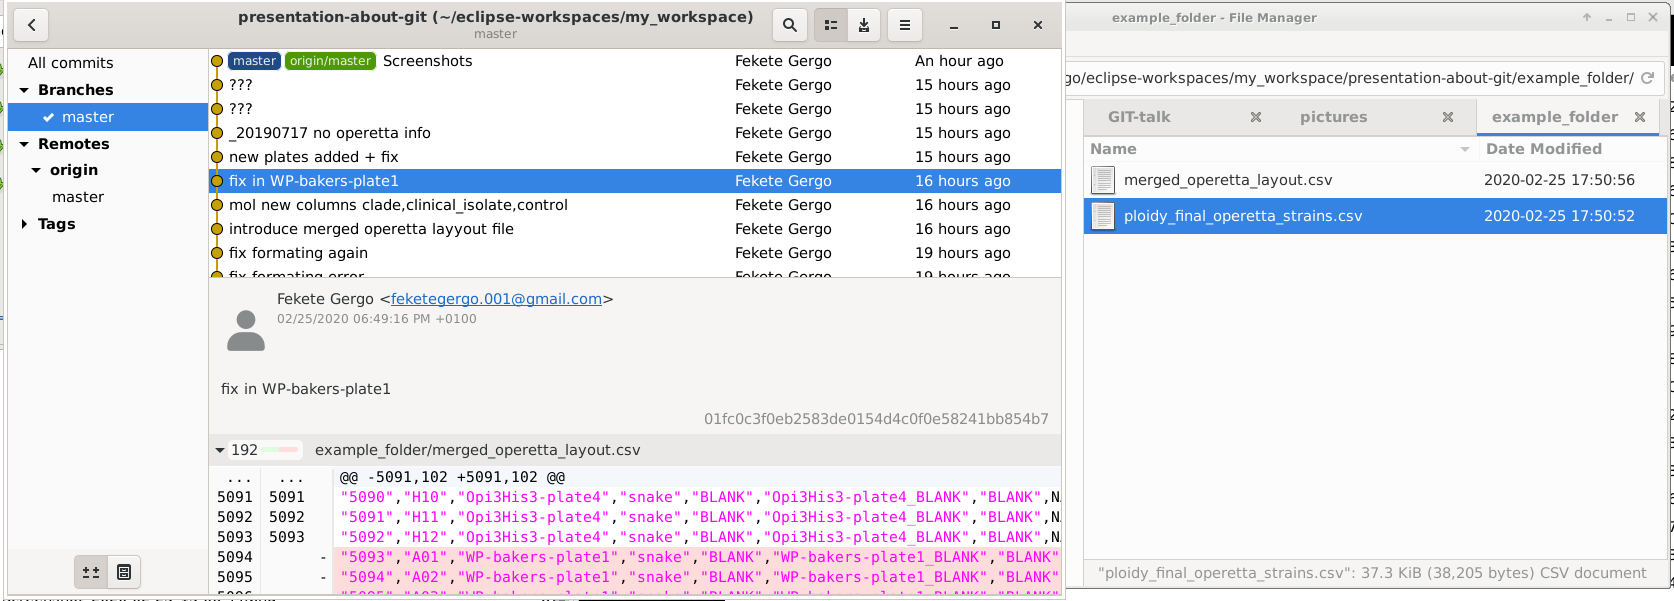 presentation-about-git (~/eclipse-workspaces/my_workspace)
master
All commits
Branches
master
Remotes
origin
master
Tags
master origin/master Screenshots Fekete Gergo An hour ago
??? Fekete Gergo 15 hours ago
??? Fekete Gergo 15 hours ago
_20190717 no operetta info Fekete Gergo 15 hours ago
new plates added + fix Fekete Gergo 15 hours ago
fix in WP-bakers-plate1 Fekete Gergo 16 hours ago
mol new columns clade,clinical_isolate,control Fekete Gergo 16 hours ago
introduce merged operetta layyout file Fekete Gergo 16 hours ago
fix formating again Fekete Gergo 19 hours ago
fix formating error Fekete Gergo 19 hours ago
Fekete Gergo <feketegergo.001@gmail.com>
02/25/2020 06:49:16 PM +0100
fix in WP-bakers-plate1
01fc0c3f0eb2583de0154d4c0f0e58241bb854b7
192 example_folder/merged_operetta_layout.csv
... ... @@ -5091,102 +5091,102 @@
5091 5091 "5090","H10","Opi3His3-plate4","snake","BLANK","Opi3His3-plate4_BLANK","BLANK",N
5092 5092 "5091","H11","Opi3His3-plate4","snake","BLANK","Opi3His3-plate4_BLANK","BLANK",N
5093 5093 "5092","H12","Opi3His3-plate4","snake","BLANK","Opi3His3-plate4_BLANK","BLANK",N
5094 - "5093","A01","WP-bakers-plate1","snake","BLANK","WP-bakers-plate1_BLANK","BLANK"
5095 - "5094","A02","WP-bakers-plate1","snake","BLANK","WP-bakers-plate1_BLANK","BLANK"
example_folder - File Manager
go/eclipse-workspaces/my_workspace/presentation-about-git/example_folder/
GIT-talk pictures example_folder
Name Date Modified
merged_operetta_layout.csv 2020-02-25 17:50:56
ploidy_final_operetta_strains.csv 2020-02-25 17:50:52
"ploidy_final_operetta_strains.csv": 37.3 KiB (38,205 bytes) CSV document